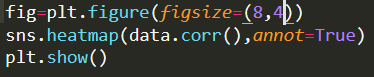 fig=plt.figure(figsize=(8,4))
sns.heatmap(data.corr(),annot=True)
plt.show()